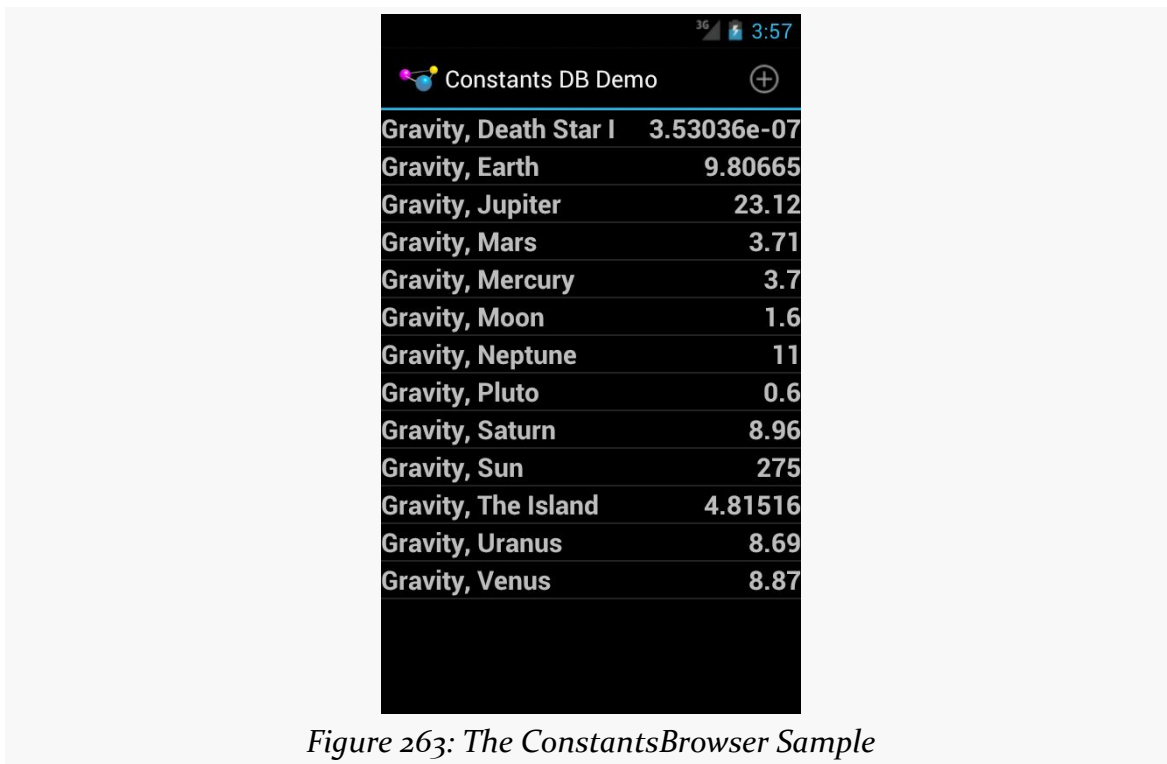 3G 3:57
Constants DB Demo
Gravity, Death Star I 3.53036e-07
Gravity, Earth 9.80665
Gravity, Jupiter 23.12
Gravity, Mars 3.71
Gravity, Mercury 3.7
Gravity, Moon 1.6
Gravity, Neptune 11
Gravity, Pluto 0.6
Gravity, Saturn 8.96
Gravity, Sun 275
Gravity, The Island 4.81516
Gravity, Uranus 8.69
Gravity, Venus 8.87
Figure 263: The ConstantsBrowser Sample